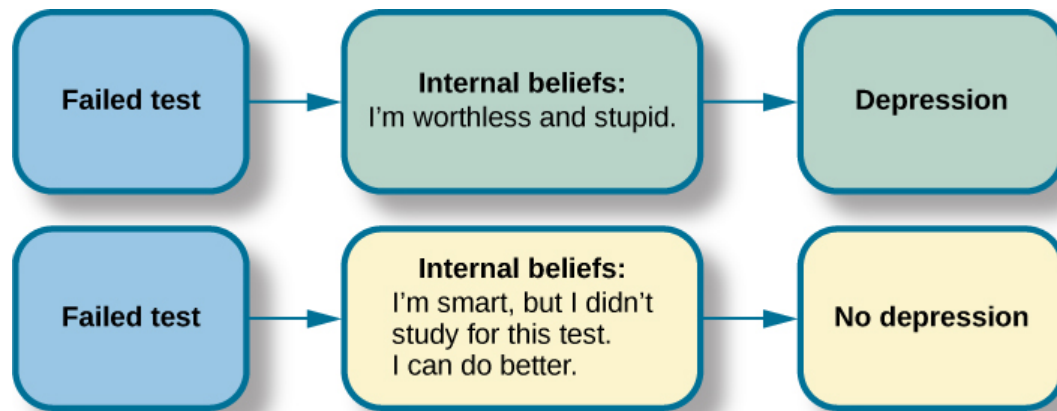 Failed test
Internal beliefs:
I’m worthless and stupid.
Depression
Failed test
Internal beliefs:
I’m smart, but I didn’t
study for this test.
I can do better.
No depression